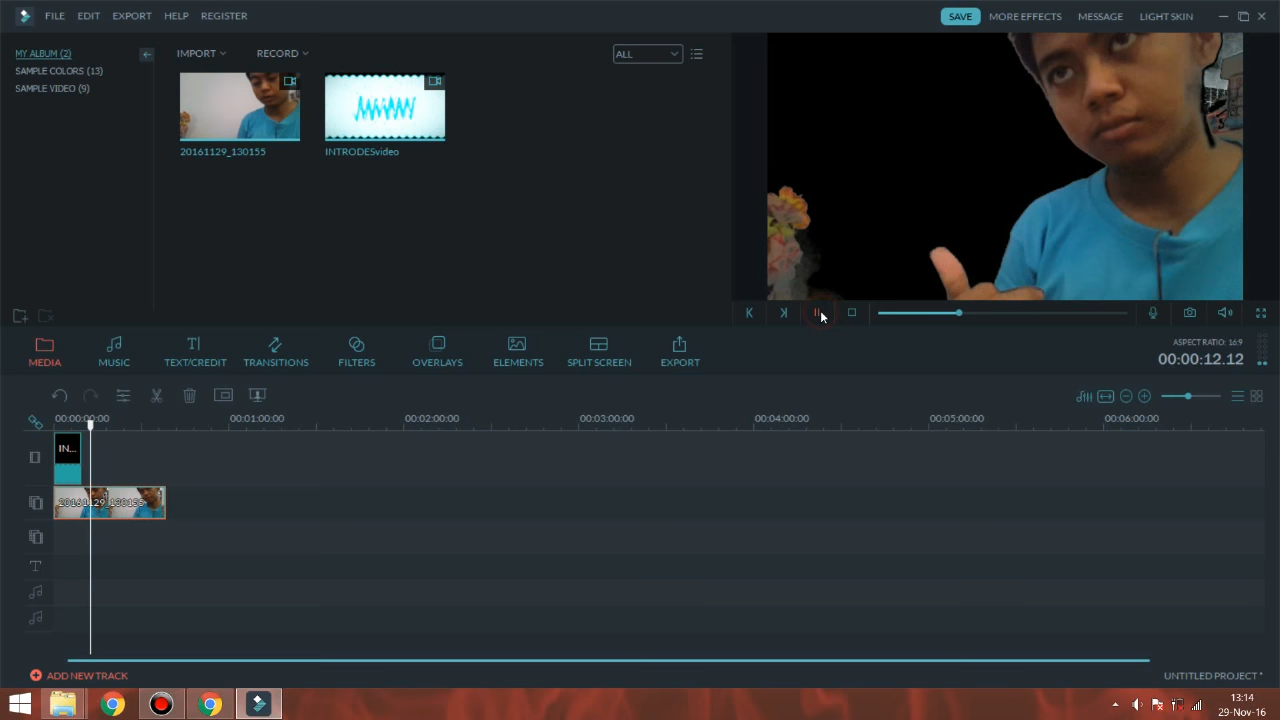 FILE EDIT EXPORT HELP REGISTER SAVE MORE EFFECTS MESSAGE LIGHT SKIN
MY ALBUM (2) IMPORT RECORD ALL
SAMPLE COLORS (13)
SAMPLE VIDEO (9)
20161129_130155 INTRODESvideo
MEDIA MUSIC TEXT/CREDIT TRANSITIONS FILTERS OVERLAYS ELEMENTS SPLIT SCREEN EXPORT
ASPECT RATIO: 16:9
00:00:12.12
00:00:00:00 00:01:00:00 00:02:00:00 00:03:00:00 00:04:00:00 00:05:00:00 00:06:00:00
IN...
20161129_130155
T
ADD NEW TRACK UNTITLED PROJECT *
13:14
29-Nov-16